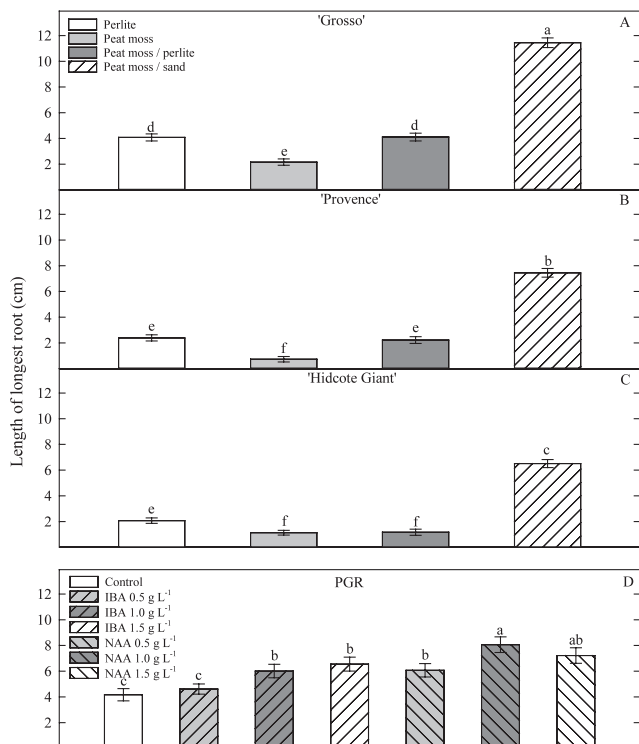 Length of longest root (cm)
'Grosso'
A
Perlite
Peat moss
Peat moss / perlite
Peat moss / sand
12
10
8
6
4
2
d
e
d
a
'Provence'
B
12
10
8
6
4
2
e
f
e
b
'Hidcote Giant'
C
12
10
8
6
4
2
e
f
f
c
PGR
D
Control
IBA 0.5 g L⁻¹
IBA 1.0 g L⁻¹
IBA 1.5 g L⁻¹
NAA 0.5 g L⁻¹
NAA 1.0 g L⁻¹
NAA 1.5 g L⁻¹
12
10
8
6
4
2
c
c
b
b
b
a
ab